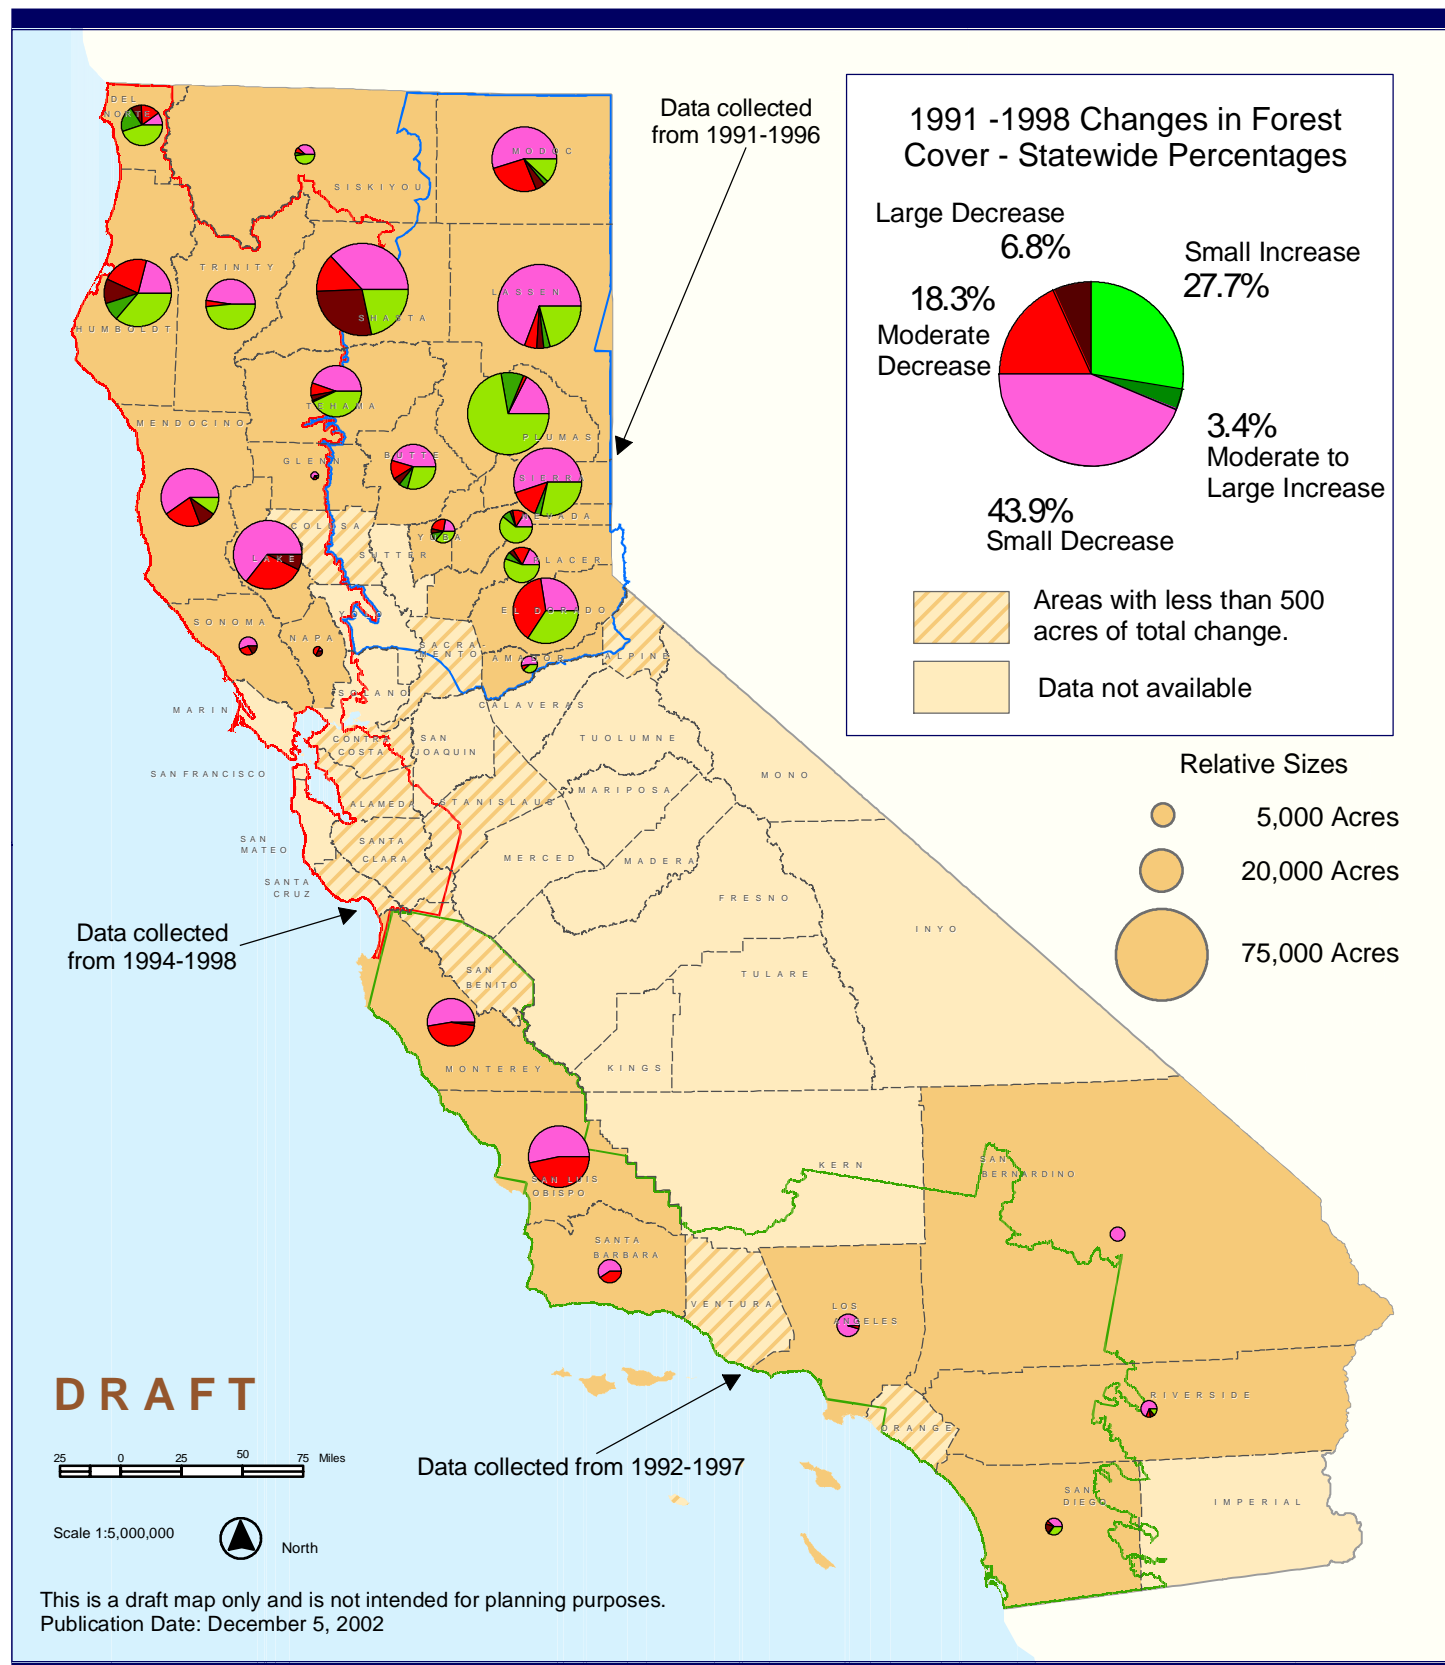 Data collected
from 1991-1996
1991 -1998 Changes in Forest
Cover - Statewide Percentages
Large Decrease
6.8%
Small Increase
27.7%
18.3%
Moderate
Decrease
3.4%
Moderate to
Large Increase
43.9%
Small Decrease
Areas with less than 500
acres of total change.
Data not available
Relative Sizes
5,000 Acres
20,000 Acres
75,000 Acres
DEL
NORTE
SISKIYOU
MODOC
TRINITY
HUMBOLDT
SHASTA
LASSEN
TEHAMA
MENDOCINO
PLUMAS
GLENN
BUTTE
SIERRA
COLUSA
YUBA
NEVADA
LAKE
SUTTER
PLACER
YOLO
EL DORADO
SONOMA
NAPA
SACRA-
MENTO
AMADOR
ALPINE
SOLANO
MARIN
CALAVERAS
CONTRA
COSTA
SAN
JOAQUIN
TUOLUMNE
SAN FRANCISCO
MONO
ALAMEDA
STANISLAUS
MARIPOSA
SAN
MATEO
SANTA
CLARA
MERCED
MADERA
SANTA
CRUZ
FRESNO
INYO
Data collected
from 1994-1998
SAN
BENITO
TULARE
MONTEREY
KINGS
SAN LUIS
OBISPO
KERN
SAN
BERNARDINO
SANTA
BARBARA
VENTURA
LOS
ANGELES
RIVERSIDE
ORANGE
SAN
DIEGO
IMPERIAL
DRAFT
25 0 25 50 75 Miles
Data collected from 1992-1997
Scale 1:5,000,000
North
This is a draft map only and is not intended for planning purposes.
Publication Date: December 5, 2002